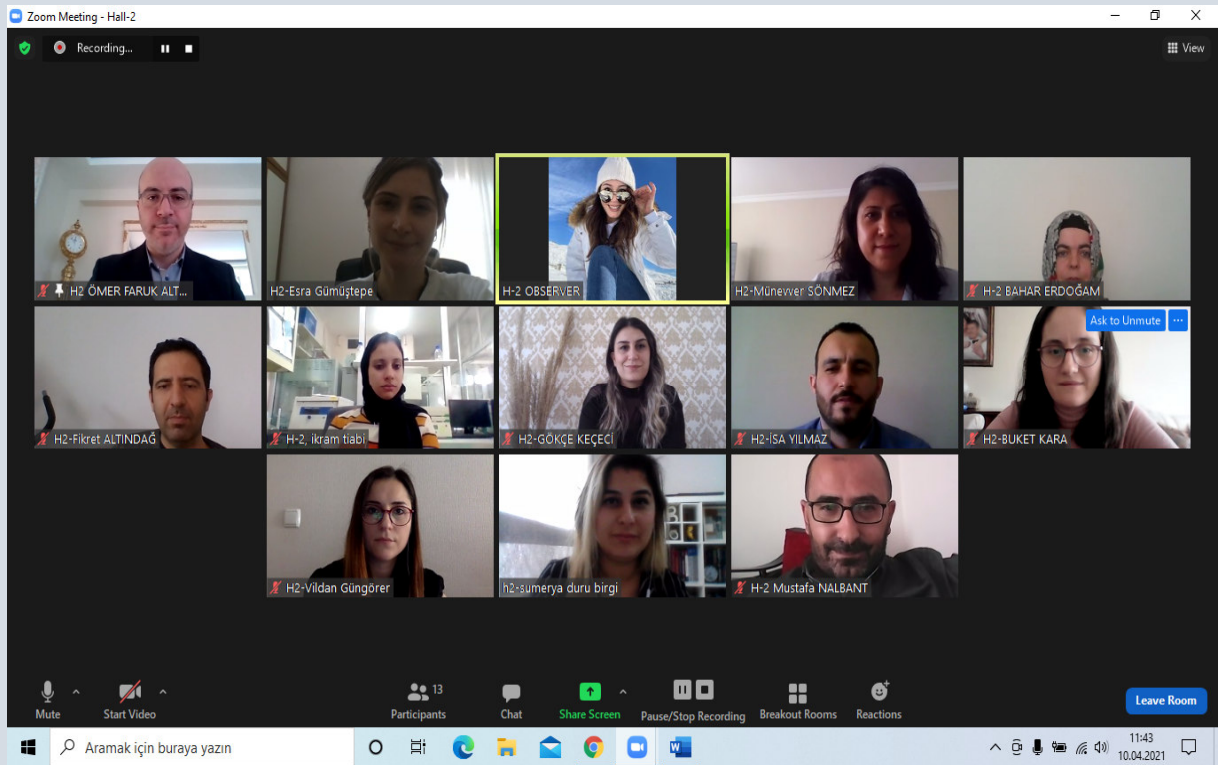 Zoom Meeting - Hall-2
Recording...
View
H2 ÖMER FARUK ALT...
H2-Esra Gümüştepe
H-2 OBSERVER
H2-Münevver SÖNMEZ
H-2 BAHAR ERDOĞAM
Ask to Unmute ...
H2-Fikret ALTINDAĞ
H-2, ikram tiabi
H2-GÖKÇE KEÇECİ
H2-İSA YILMAZ
H2-BUKET KARA
H2-Vildan Güngörer
h2-sumerya duru birgi
H-2 Mustafa NALBANT
Mute
Start Video
13
Participants
Chat
Share Screen
Pause/Stop Recording
Breakout Rooms
Reactions
Leave Room
Aramak için buraya yazın
11:43
10.04.2021